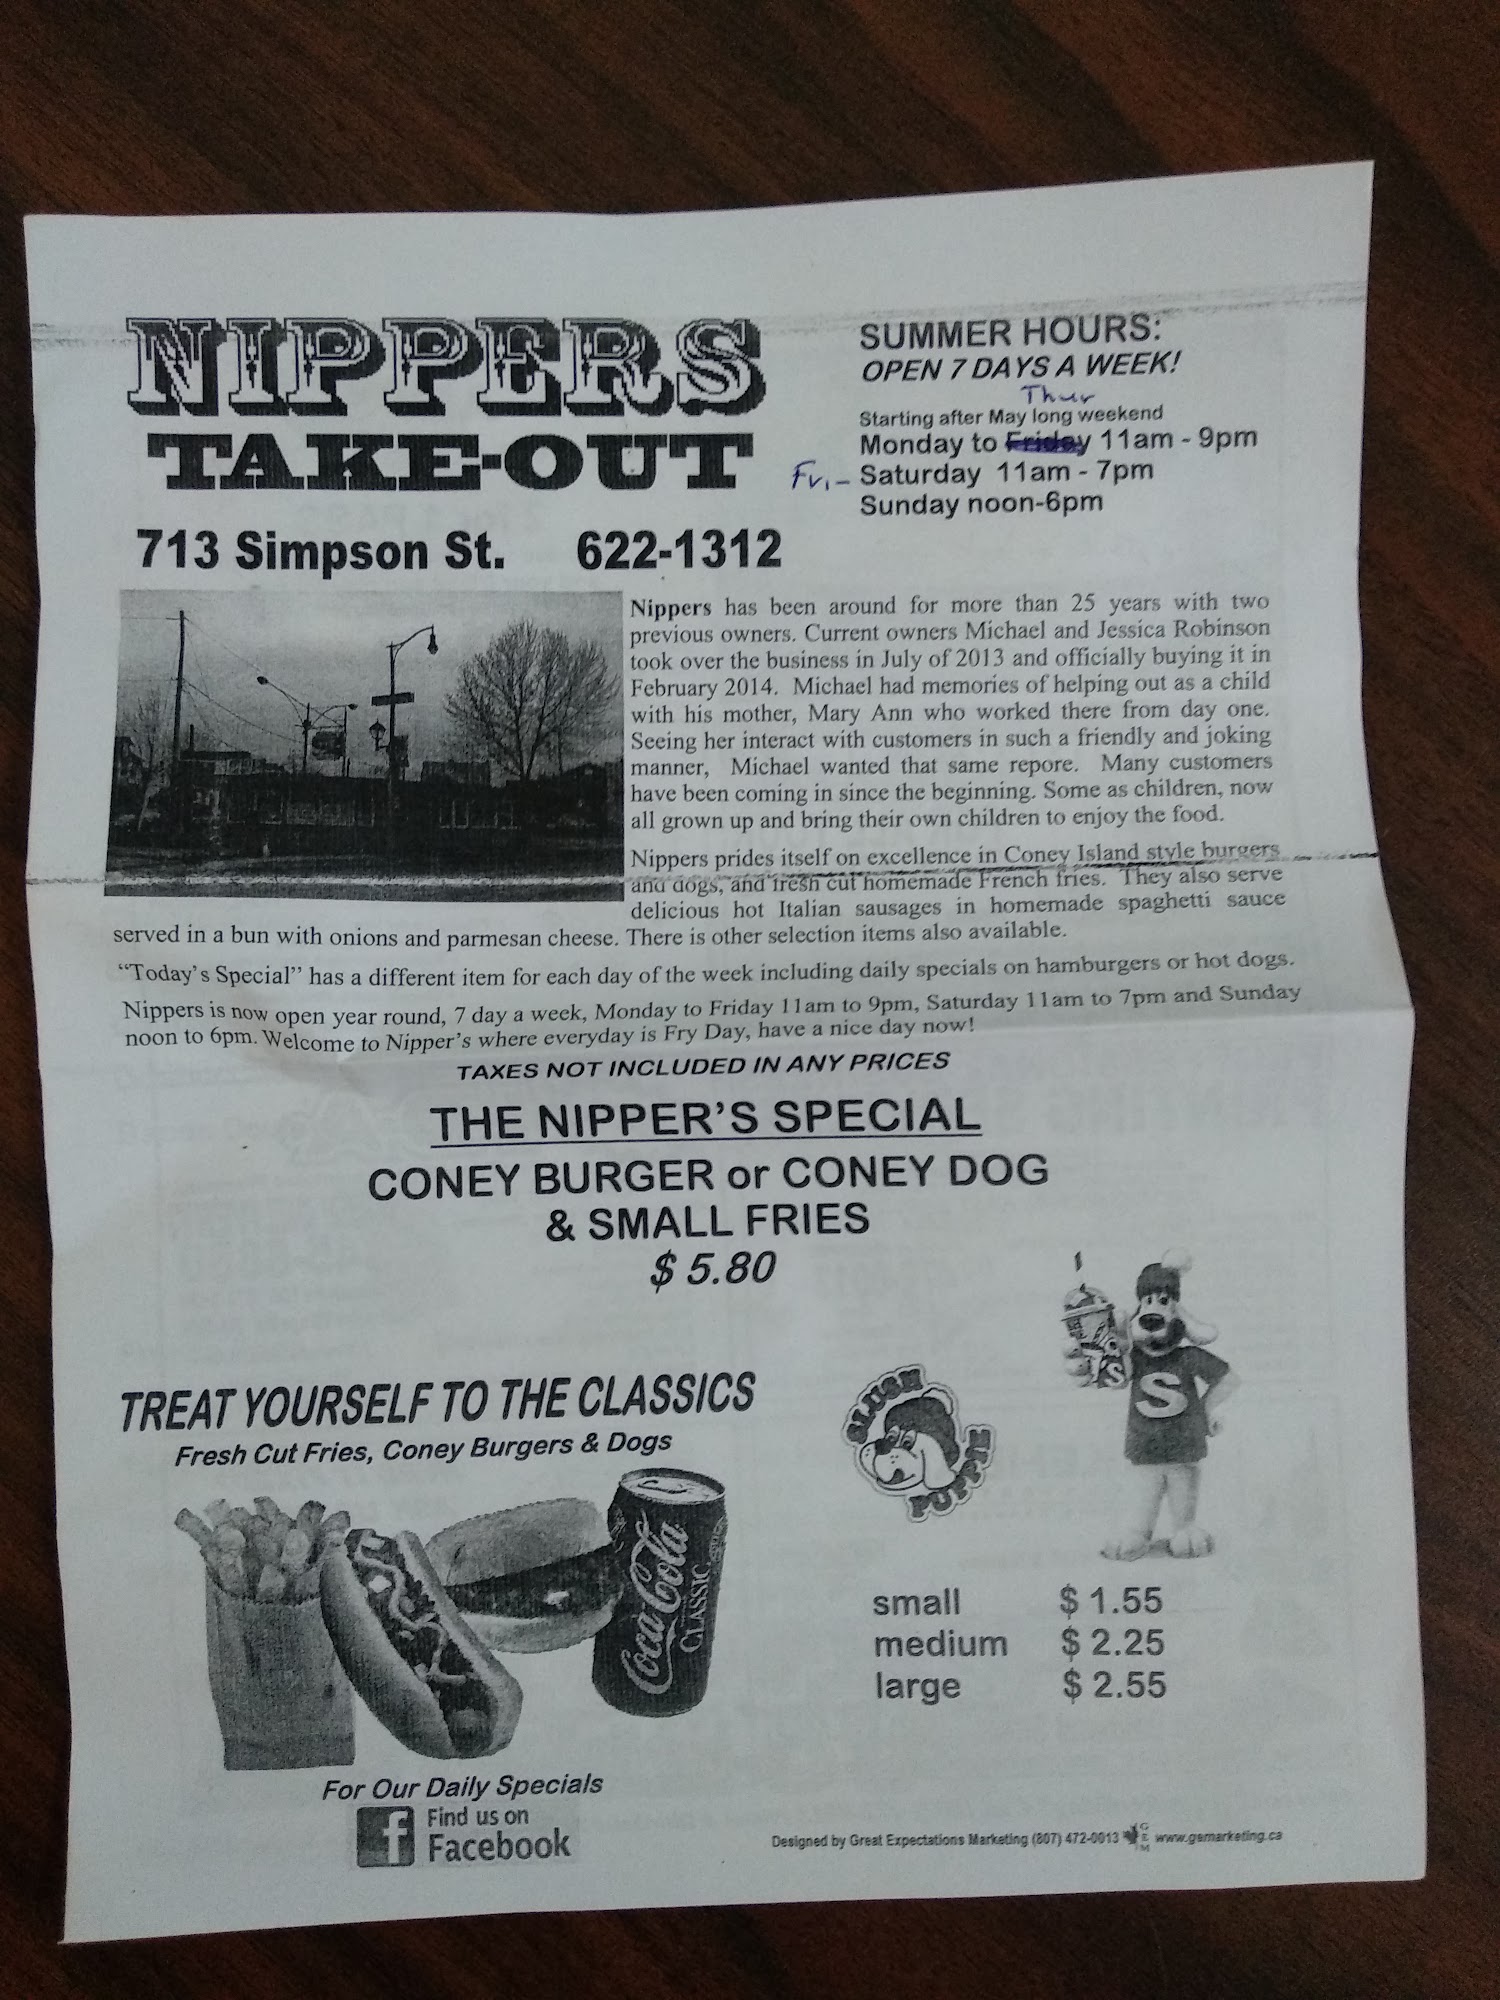 NIPPERS
TAKE-OUT
713 Simpson St. 622-1312
SUMMER HOURS:
OPEN 7 DAYS A WEEK!
Thur
Starting after May long weekend
Monday to Friday 11am - 9pm
Fri - Saturday 11am - 7pm
Sunday noon-6pm
Nippers has been around for more than 25 years with two
previous owners. Current owners Michael and Jessica Robinson
took over the business in July of 2013 and officially buying it in
February 2014. Michael had memories of helping out as a child
with his mother, Mary Ann who worked there from day one.
Seeing her interact with customers in such a friendly and joking
manner, Michael wanted that same repore. Many customers
have been coming in since the beginning. Some as children, now
all grown up and bring their own children to enjoy the food.
Nippers prides itself on excellence in Coney Island style burgers
and dogs, and fresh cut homemade French fries. They also serve
delicious hot Italian sausages in homemade spaghetti sauce
served in a bun with onions and parmesan cheese. There is other selection items also available.
“Today’s Special” has a different item for each day of the week including daily specials on hamburgers or hot dogs.
Nippers is now open year round, 7 day a week, Monday to Friday 11am to 9pm, Saturday 11am to 7pm and Sunday
noon to 6pm. Welcome to Nipper's where everyday is Fry Day, have a nice day now!
TAXES NOT INCLUDED IN ANY PRICES
THE NIPPER'S SPECIAL
CONEY BURGER or CONEY DOG
& SMALL FRIES
$ 5.80
TREAT YOURSELF TO THE CLASSICS
Fresh Cut Fries, Coney Burgers & Dogs
Coca-Cola
CLASSIC
SLUSH
PUPPIE
S
S
small $ 1.55
medium $ 2.25
large $ 2.55
For Our Daily Specials
f Find us on
Facebook
Designed by Great Expectations Marketing (807) 472-0013 GEM www.gemarketing.ca